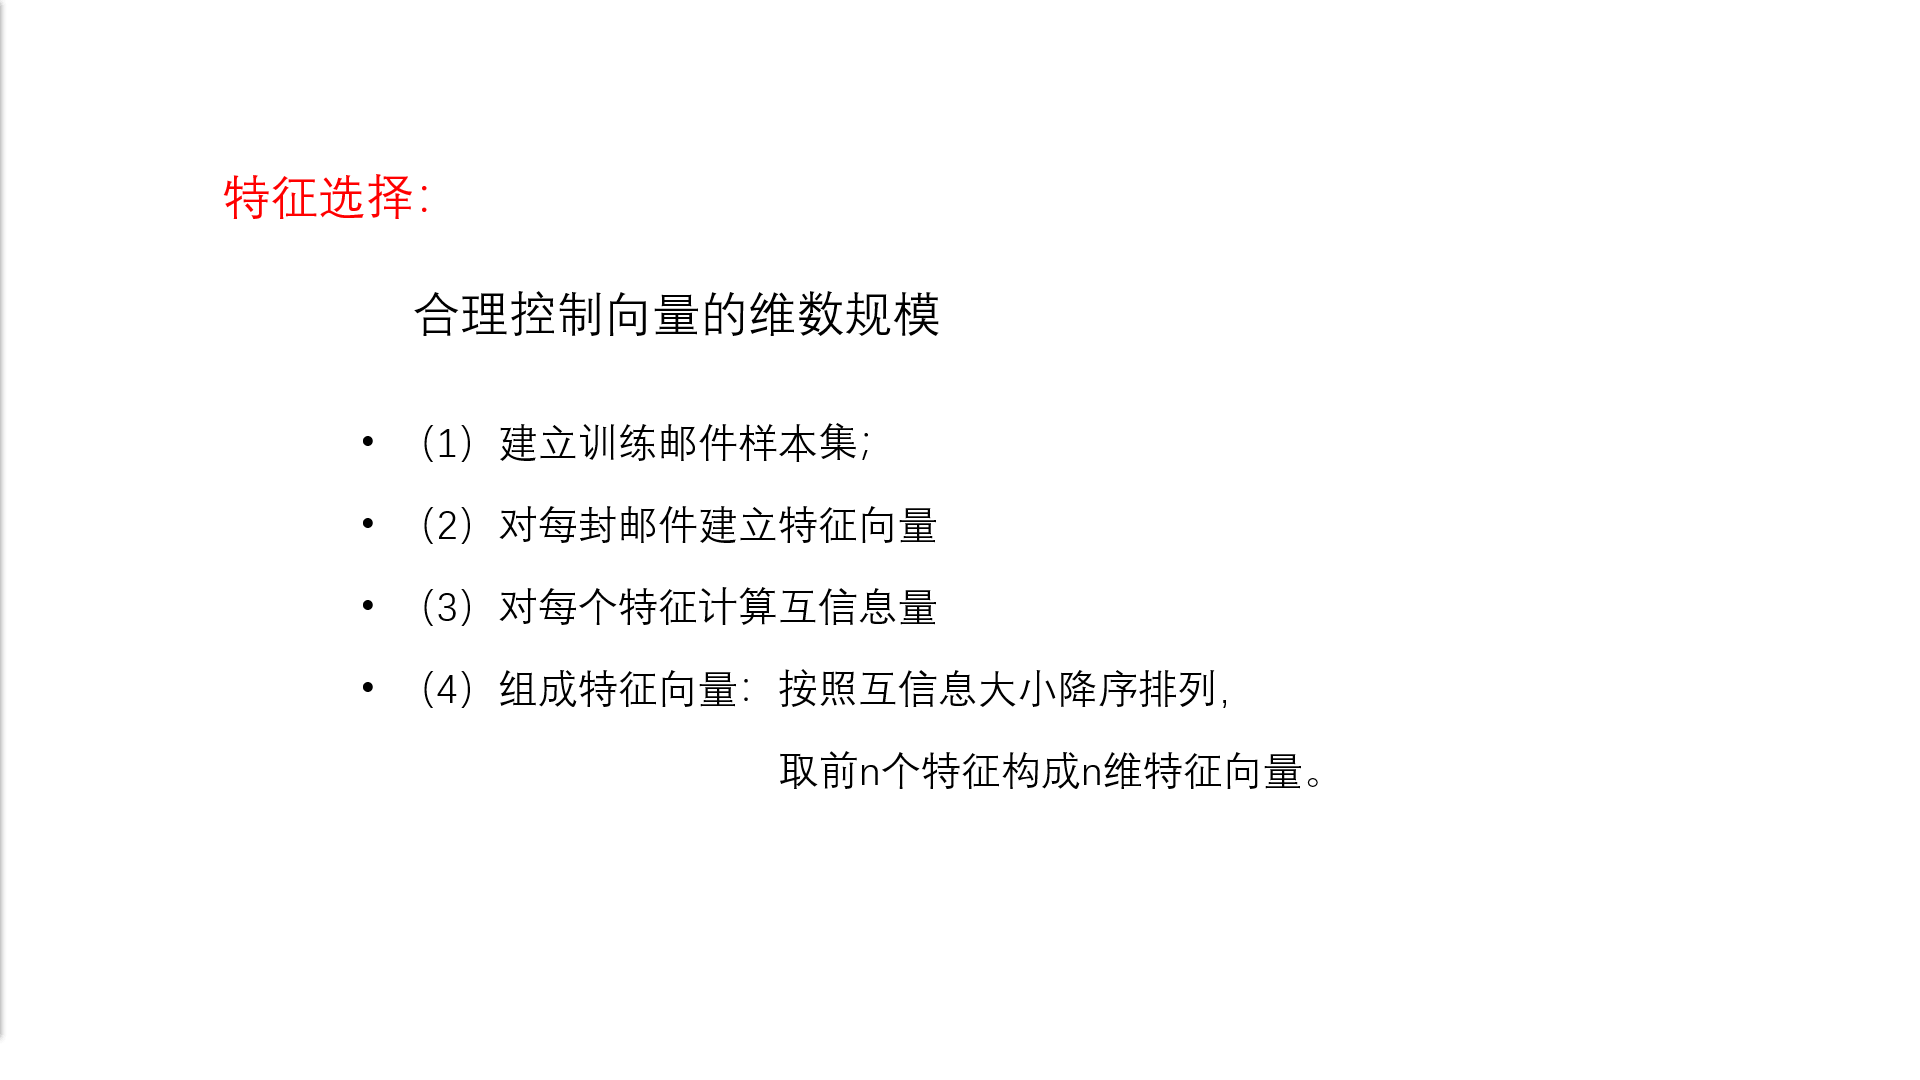 特征选择：
合理控制向量的维数规模
• （1）建立训练邮件样本集；
• （2）对每封邮件建立特征向量
• （3）对每个特征计算互信息量
• （4）组成特征向量：按照互信息大小降序排列，
取前n个特征构成n维特征向量。